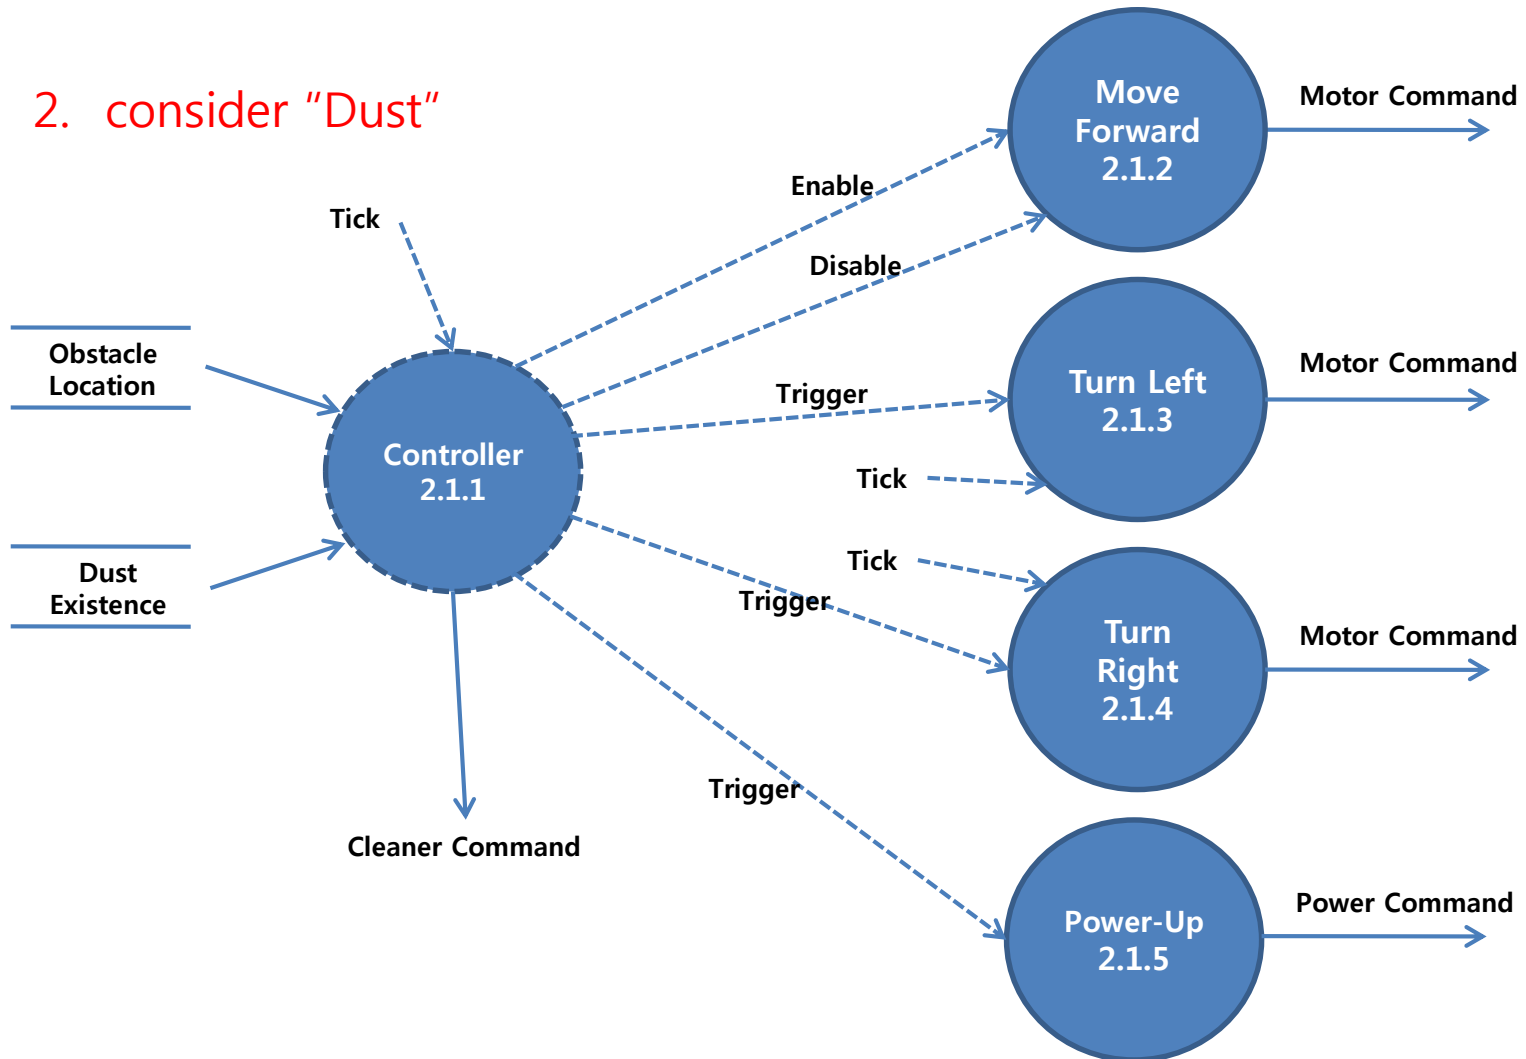 2. consider “Dust”
Move
Forward
2.1.2
Motor Command
Enable
Tick
Disable
Obstacle
Location
Turn Left
2.1.3
Motor Command
Trigger
Controller
2.1.1
Tick
Dust
Existence
Tick
Trigger
Turn
Right
2.1.4
Motor Command
Trigger
Cleaner Command
Power-Up
2.1.5
Power Command